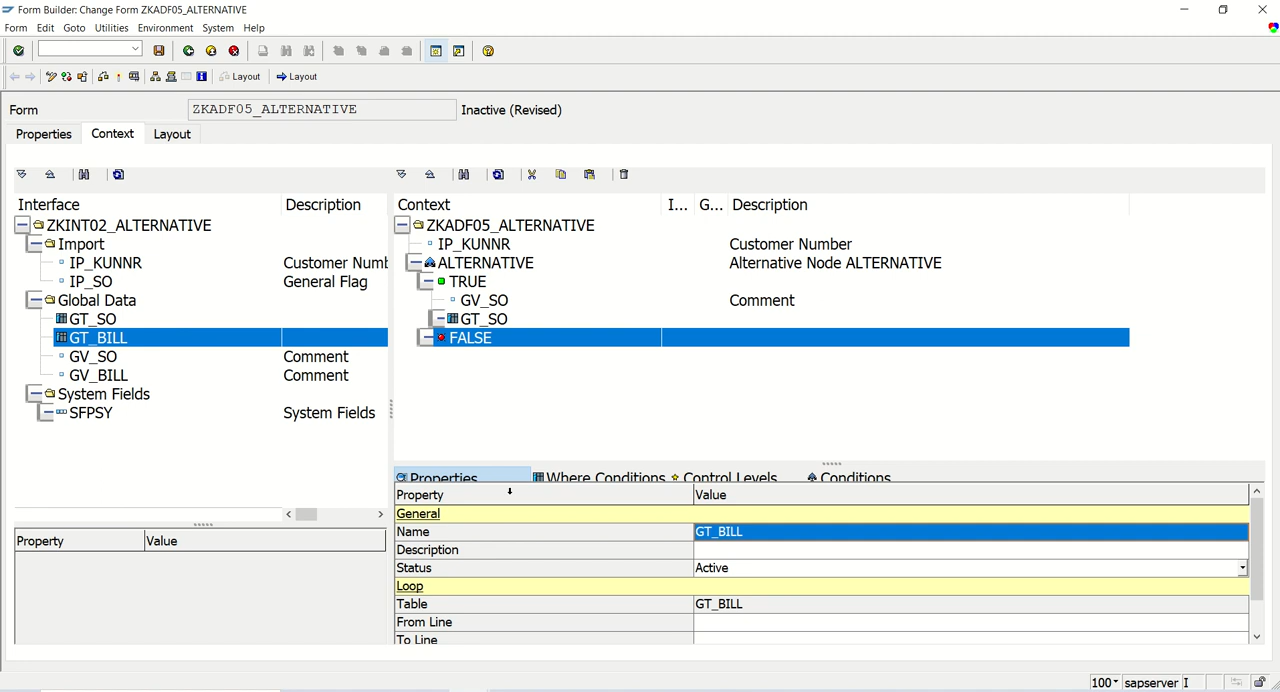 Form Builder: Change Form ZKADF05_ALTERNATIVE
Form Edit Goto Utilities Environment System Help
Layout Layout
Form ZKADF05_ALTERNATIVE Inactive (Revised)
Properties Context Layout
Interface Description
ZKINT02_ALTERNATIVE
Import
IP_KUNNR Customer Numb
IP_SO General Flag
Global Data
GT_SO
GT_BILL
GV_SO Comment
GV_BILL Comment
System Fields
SFPSY System Fields
Property Value
Context I... G... Description
ZKADF05_ALTERNATIVE
IP_KUNNR Customer Number
ALTERNATIVE Alternative Node ALTERNATIVE
TRUE
GV_SO Comment
GT_SO
FALSE
Properties Where Conditions Control Levels Conditions
Property Value
General
Name GT_BILL
Description
Status Active
Loop
Table GT_BILL
From Line
To Line
100 sapserver I